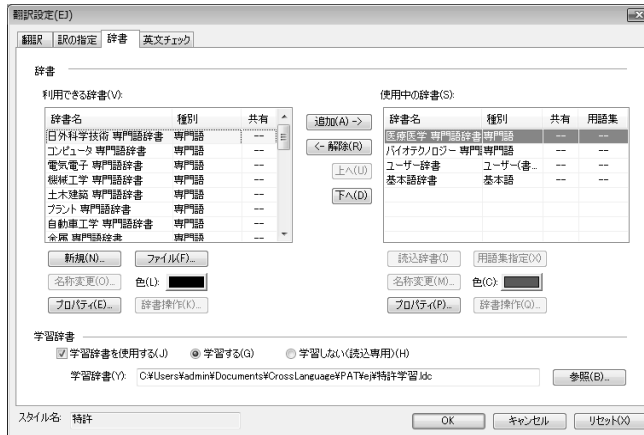 翻訳設定(EJ)
翻訳 訳の指定 辞書 英文チェック
辞書
利用できる辞書(V): 使用中の辞書(S):
辞書名 種別 共有 辞書名 種別 共有 用語集
日外科学技術 専門語辞書 専門語 -- 追加(A) -> 医療医学 専門語辞書 専門語 -- --
コンピュータ 専門語辞書 専門語 -- <- 解除(R) バイオテクノロジー 専門語 専門語 -- --
電気電子 専門語辞書 専門語 -- 上へ(U) ユーザー辞書 ユーザー(書...
機械工学 専門語辞書 専門語 -- 下へ(D) 基本語辞書 基本語
土木建築 専門語辞書 専門語 --
プラント 専門語辞書 専門語 --
自動車工学 専門語辞書 専門語 --
金属 専門語辞書 専門語 --
新規(N)... ファイル(F)... 読込辞書(I) 用語集指定(X)
名称変更(O)... 色(L): 名称変更(M)... 色(C):
プロパティ(E)... 辞書操作(K)... プロパティ(P)... 辞書操作(Q)...
学習辞書
学習辞書を使用する(J) 学習する(G) 学習しない(読込専用)(H)
学習辞書(Y): C:¥Users¥admin¥Documents¥CrossLanguage¥PAT¥ej¥特許学習.ldc 参照(B)...
スタイル名: 特許 OK キャンセル リセット(X)